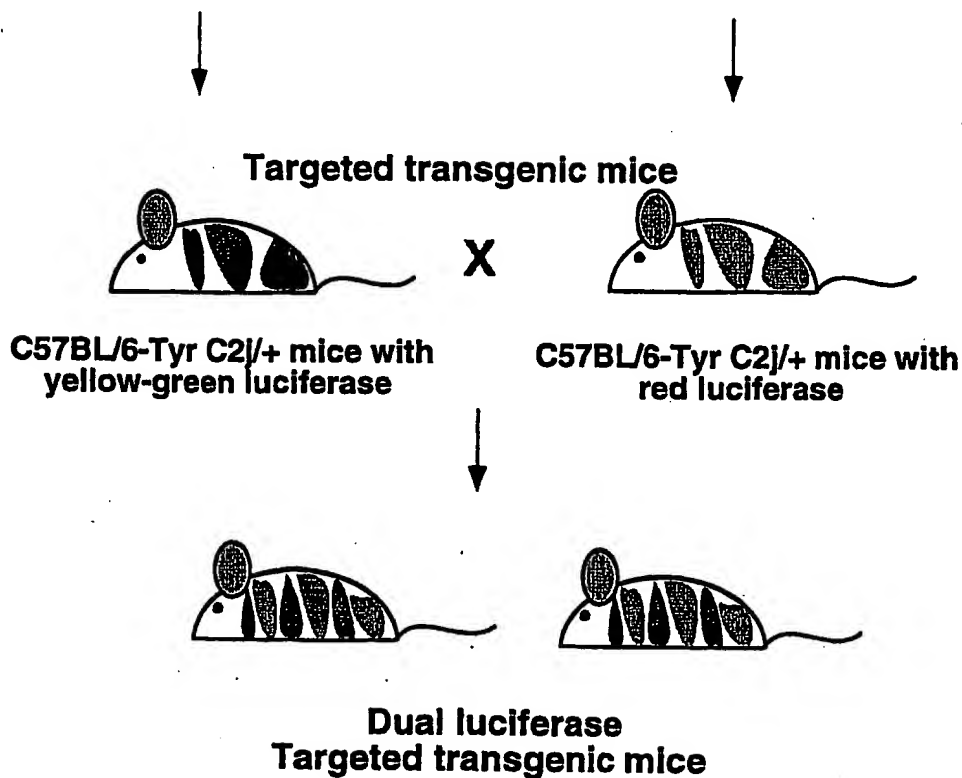 Targeted transgenic mice
X
C57BL/6-Tyr C2j/+ mice with
yellow-green luciferase
C57BL/6-Tyr C2j/+ mice with
red luciferase
Dual luciferase
Targeted transgenic mice